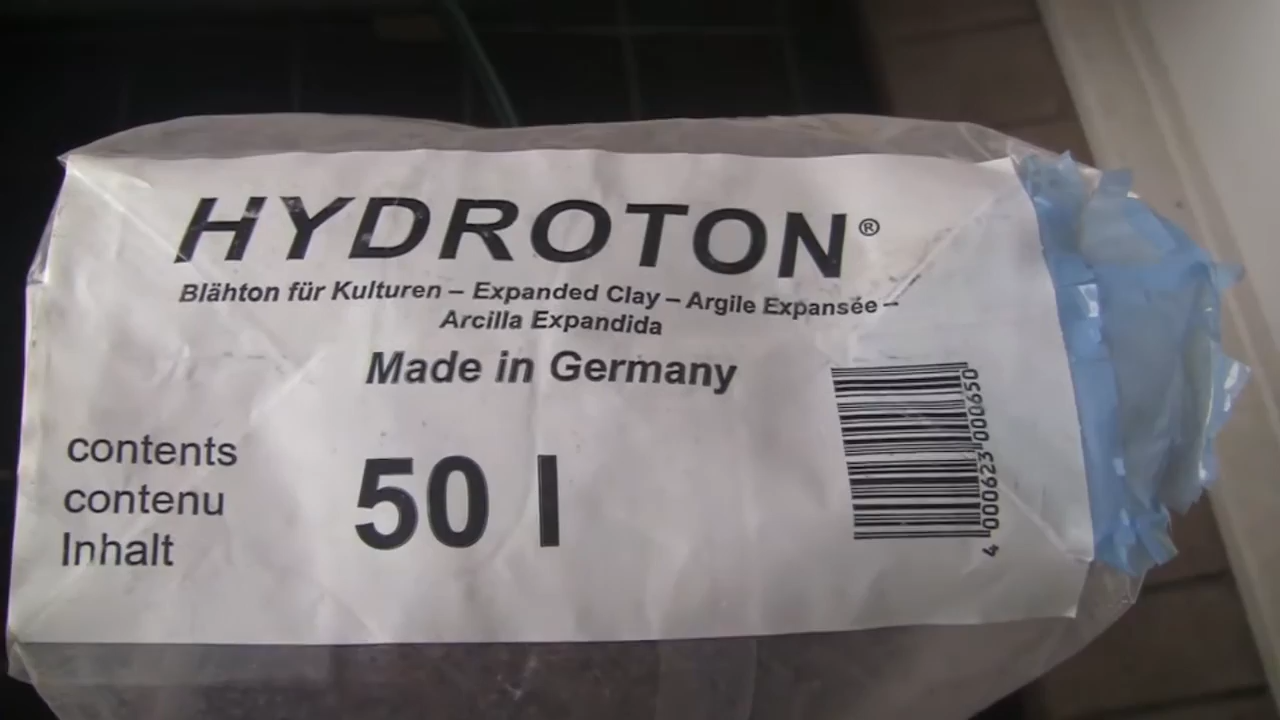 HYDROTON®
Blähton für Kulturen – Expanded Clay – Argile Expansée –
Arcilla Expandida
Made in Germany
contents
contenu
Inhalt
50 l
4 000623 000650